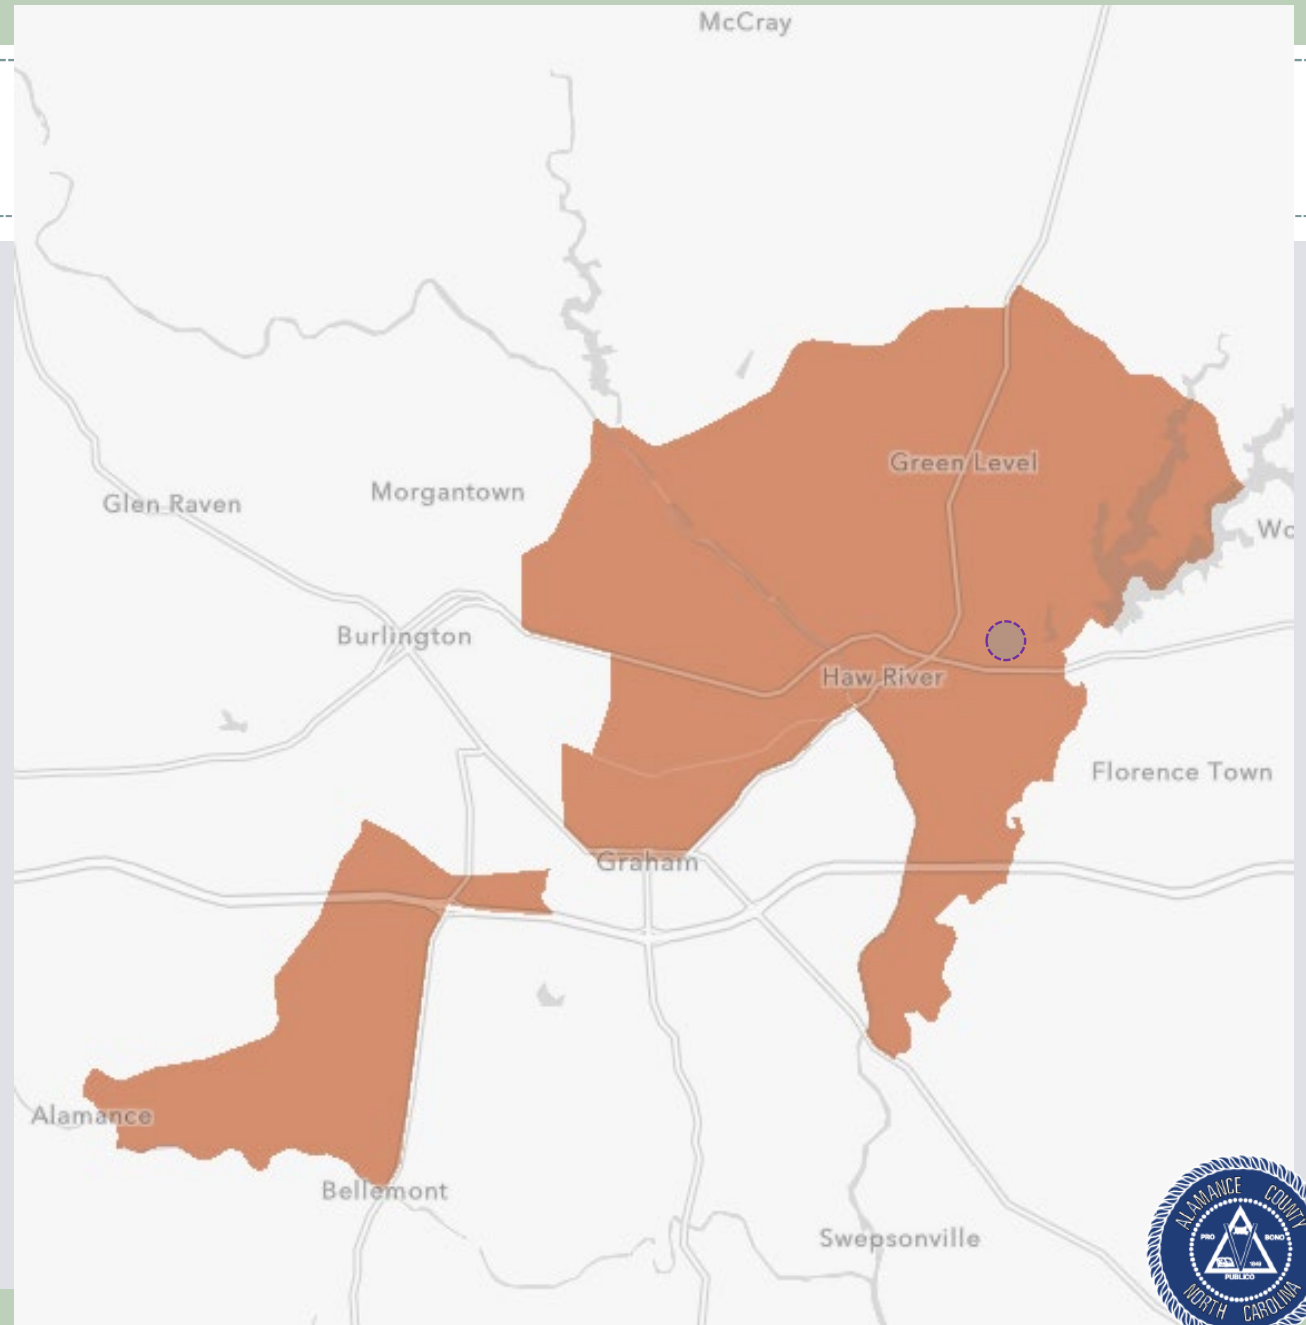 McCray
Green Level
Glen Raven
Morgantown
Wo
Burlington
Haw River
Florence Town
Graham
Alamance
Bellemont
Swepsonville
ALAMANCE COUNTY
PRO BONO
PUBLICO
NORTH CAROLINA